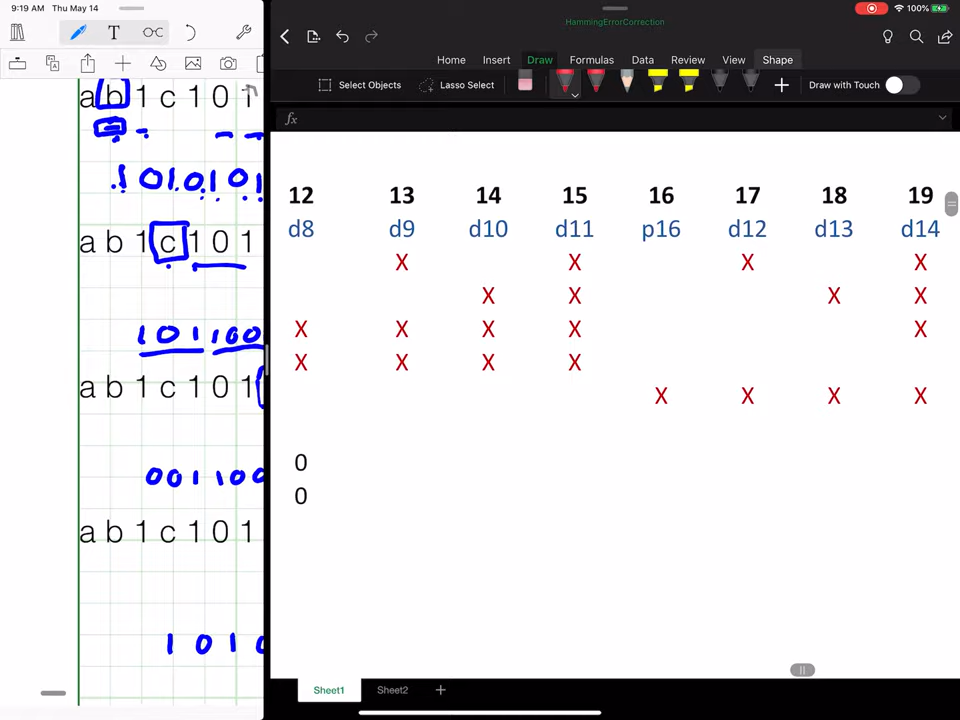 9:19 AM Thu May 14
100%
HammingErrorCorrection
T
Home Insert Draw Formulas Data Review View Shape
Select Objects Lasso Select Draw with Touch
fx
a b 1 c 1 0 1
1 0 1 0 1 0 1
a b 1 c 1 0 1
1 0 1 1 0 0
a b 1 c 1 0 1
0 0 1 1 0 0
a b 1 c 1 0 1
1 0 1 0
12 13 14 15 16 17 18 19
d8 d9 d10 d11 p16 d12 d13 d14
X X X X
X X X X
X X X X X
X X X X
X X X X
0
0
Sheet1 Sheet2